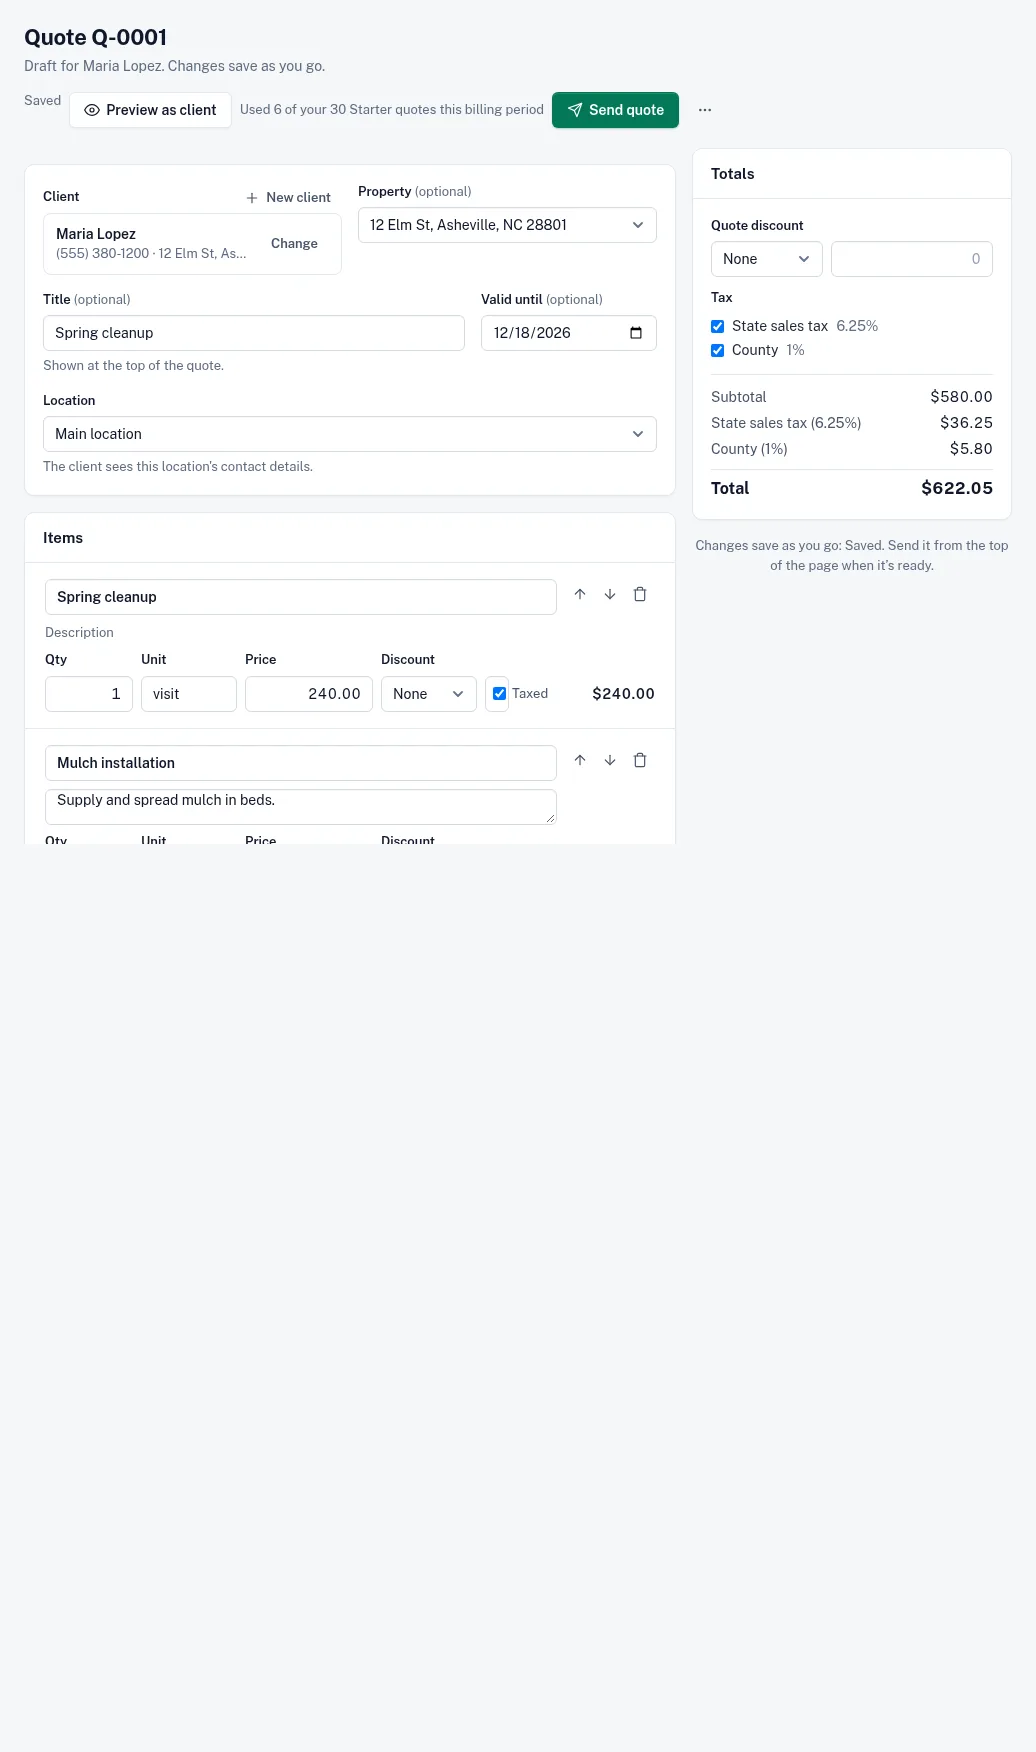 Quote Q-0001
Draft for Maria Lopez. Changes save as you go.
Saved
Preview as client
Used 6 of your 30 Starter quotes this billing period
Send quote
Client
New client
Maria Lopez
(555) 380-1200 · 12 Elm St, As...
Change
Property (optional)
12 Elm St, Asheville, NC 28801
Title (optional)
Spring cleanup
Shown at the top of the quote.
Valid until (optional)
12/18/2026
Location
Main location
The client sees this location's contact details.
Items
Spring cleanup
Description
Qty Unit Price Discount
1 visit 240.00 None Taxed $240.00
Mulch installation
Supply and spread mulch in beds.
Qty Unit Price Discount
Totals
Quote discount
None 0
Tax
State sales tax 6.25%
County 1%
Subtotal $580.00
State sales tax (6.25%) $36.25
County (1%) $5.80
Total $622.05
Changes save as you go: Saved. Send it from the top
of the page when it's ready.